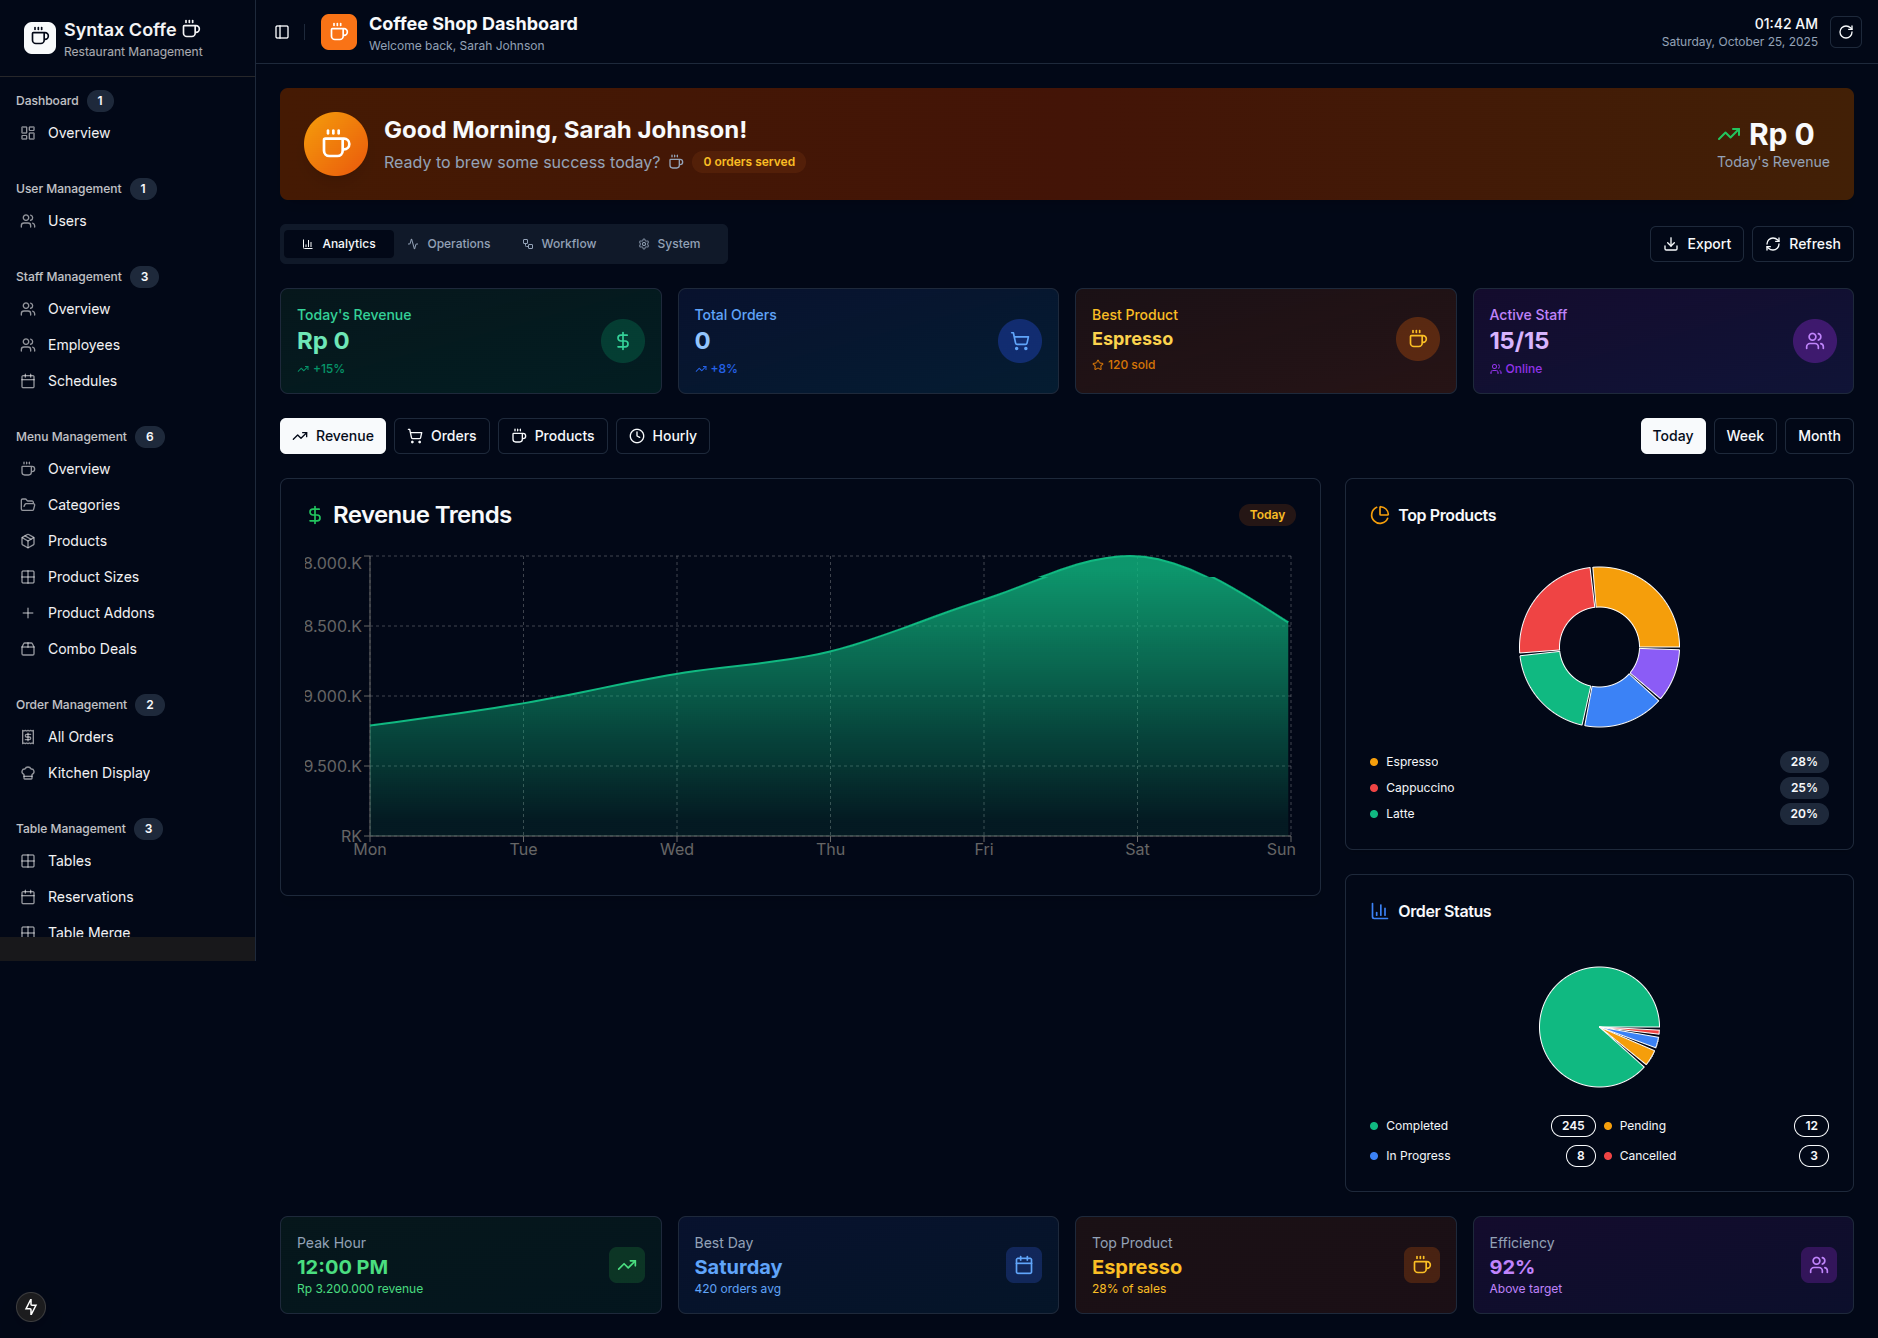 Syntax Coffe
Restaurant Management
Dashboard 1
Overview
User Management 1
Users
Staff Management 3
Overview
Employees
Schedules
Menu Management 6
Overview
Categories
Products
Product Sizes
Product Addons
Combo Deals
Order Management 2
All Orders
Kitchen Display
Table Management 3
Tables
Reservations
Table Merge
Coffee Shop Dashboard
Welcome back, Sarah Johnson
01:42 AM
Saturday, October 25, 2025
Good Morning, Sarah Johnson!
Ready to brew some success today? 0 orders served
Rp 0
Today's Revenue
Analytics Operations Workflow System
Export Refresh
Today's Revenue
Rp 0
+15%
Total Orders
0
+8%
Best Product
Espresso
120 sold
Active Staff
15/15
Online
Revenue Orders Products Hourly
Today Week Month
Revenue Trends
Today
8.000.K
8.500.K
9.000.K
9.500.K
RK
Mon Tue Wed Thu Fri Sat Sun
Top Products
Espresso 28%
Cappuccino 25%
Latte 20%
Order Status
Completed 245 Pending 12
In Progress 8 Cancelled 3
Peak Hour
12:00 PM
Rp 3.200.000 revenue
Best Day
Saturday
420 orders avg
Top Product
Espresso
28% of sales
Efficiency
92%
Above target